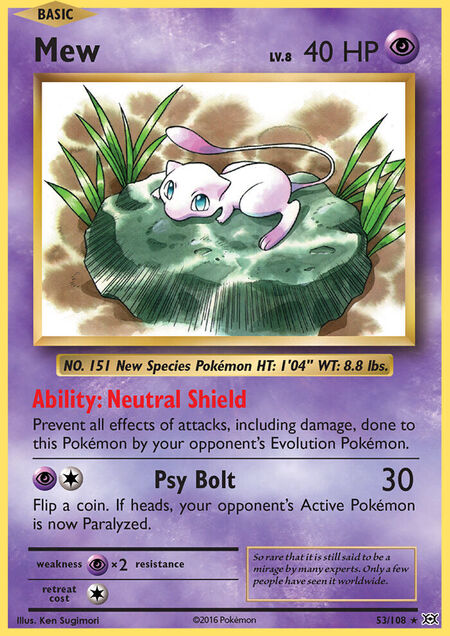 BASIC
Mew LV.8 40 HP
NO. 151 New Species Pokémon HT: 1'04" WT: 8.8 lbs.
Ability: Neutral Shield
Prevent all effects of attacks, including damage, done to
this Pokémon by your opponent's Evolution Pokémon.
Psy Bolt 30
Flip a coin. If heads, your opponent's Active Pokémon
is now Paralyzed.
weakness ×2 resistance
retreat
cost
So rare that it is still said to be a
mirage by many experts. Only a few
people have seen it worldwide.
Illus. Ken Sugimori ©2016 Pokémon 53/108 ★